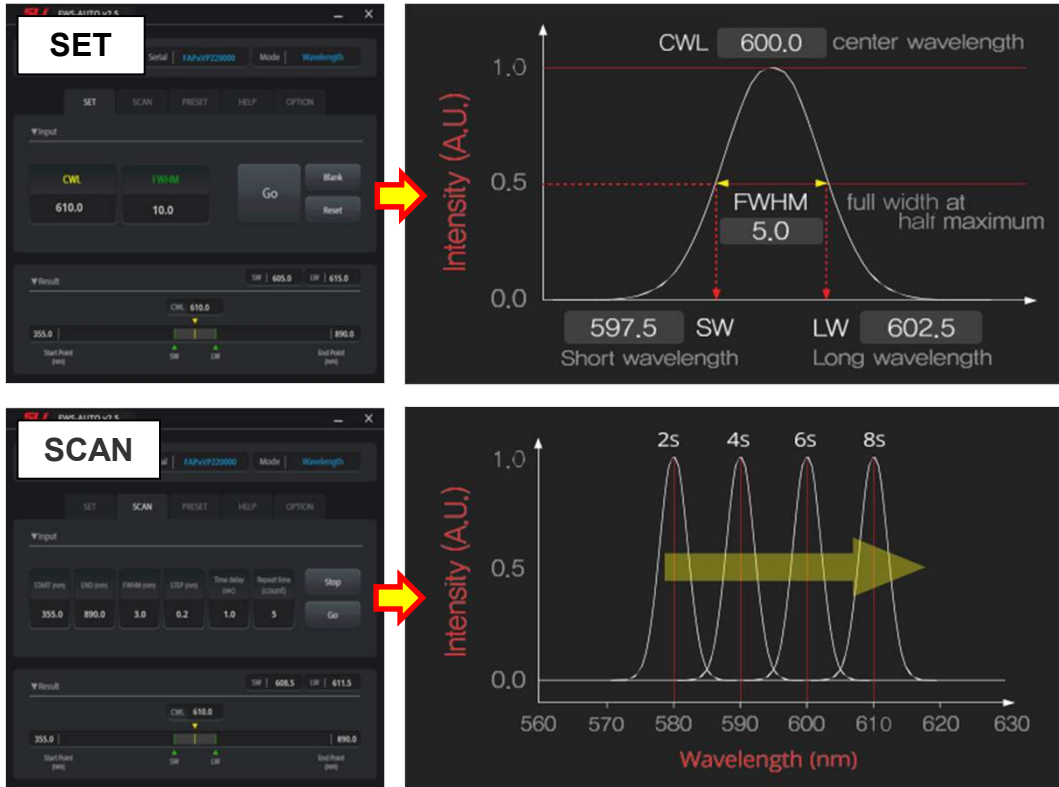 EWS-AUTO v2.5
SET
Serial FAPxVP220000 Mode Wavelength
SET SCAN PRESET HELP OPTION
▼Input
CWL FWHM
610.0 10.0
Go
Blank
Reset
▼Result
SW 605.0 LW 615.0
CWL 610.0
355.0 890.0
Start Point (nm)
SW LW
End Point (nm)
CWL 600.0 center wavelength
Intensity (A.U.)
1.0
0.5
0.0
FWHM
5.0
full width at
half maximum
597.5 SW LW 602.5
Short wavelength Long wavelength
EWS-AUTO v2.5
SCAN
FAPxVP220000 Mode Wavelength
SET SCAN PRESET HELP OPTION
▼Input
START (nm) END (nm) FWHM (nm) STEP (nm) Time delay (sec) Repeat time (count)
355.0 890.0 3.0 0.2 1.0 5
Stop
Go
▼Result
SW 608.5 LW 611.5
CWL 610.0
355.0 890.0
Start Point (nm)
SW LW
End Point (nm)
2s 4s 6s 8s
Intensity (A.U.)
1.0
0.5
0.0
560 570 580 590 600 610 620 630
Wavelength (nm)